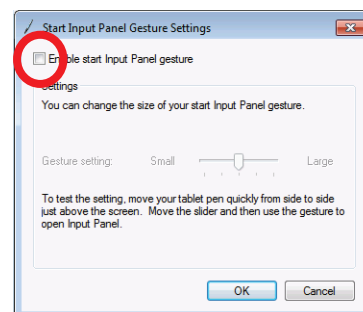 Start Input Panel Gesture Settings
Enable start Input Panel gesture
Settings
You can change the size of your start Input Panel gesture.
Gesture setting: Small Large
To test the setting, move your tablet pen quickly from side to side
just above the screen. Move the slider and then use the gesture to
open Input Panel.
OK Cancel